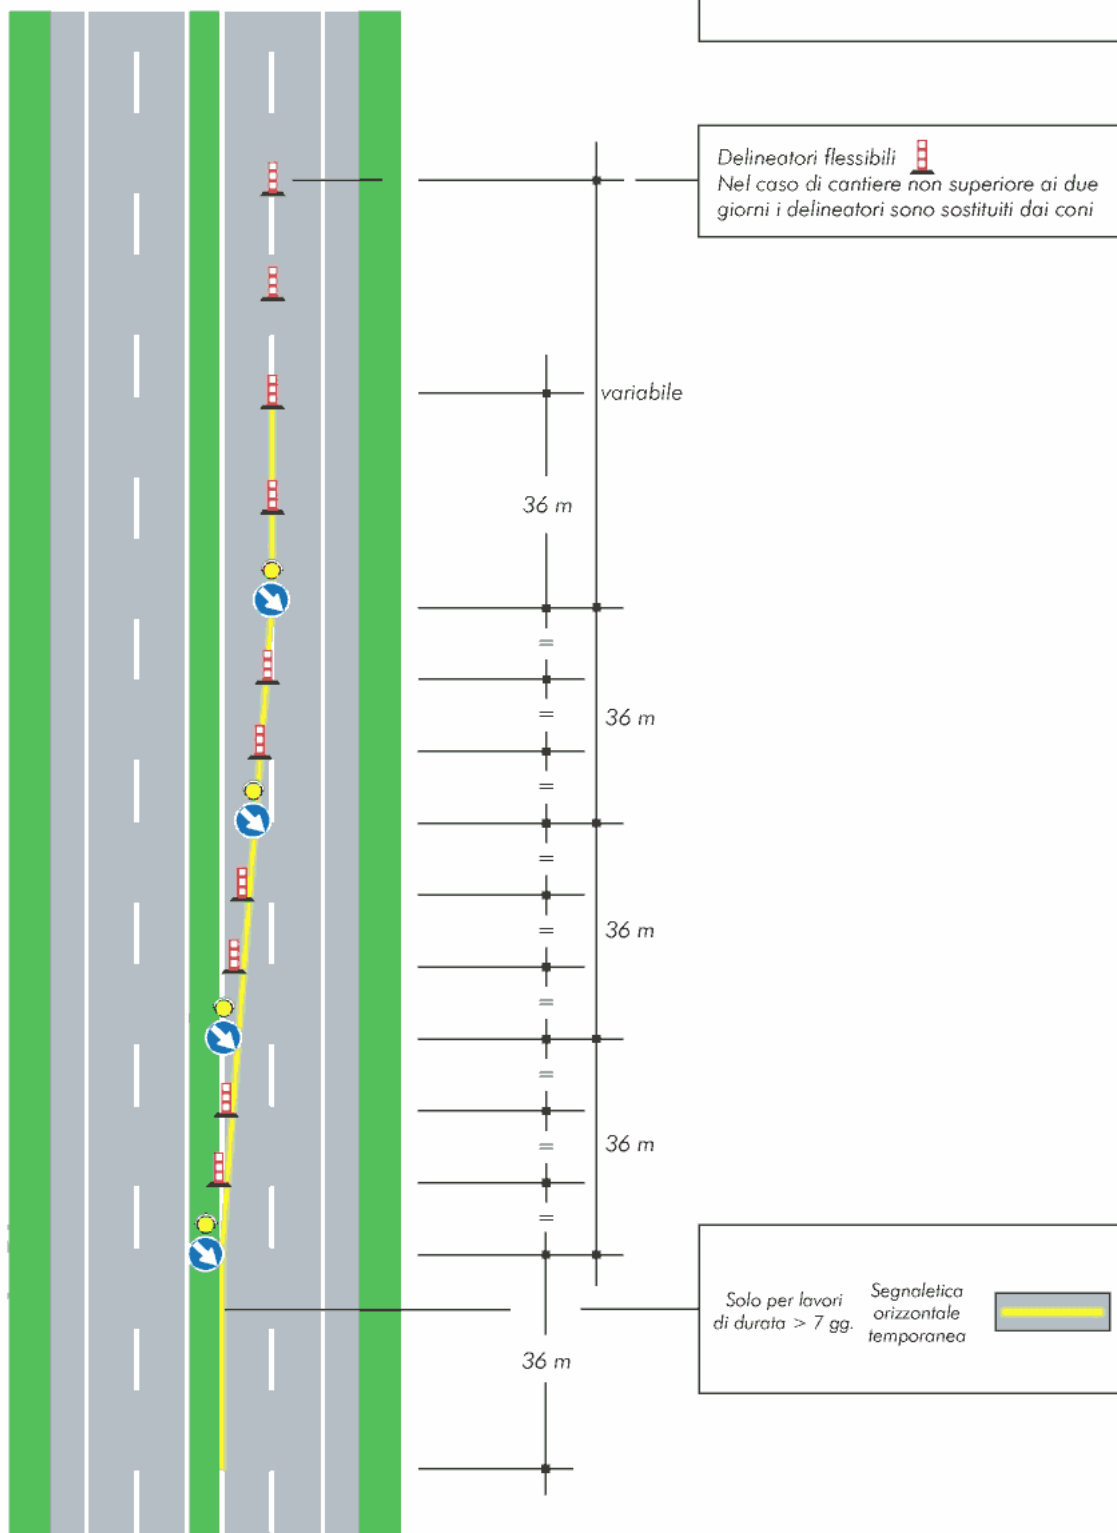 Delineatori flessibili
Nel caso di cantiere non superiore ai due
giorni i delineatori sono sostituiti dai coni
variabile
36 m
=
=
36 m
=
=
36 m
=
=
=
36 m
=
=
Solo per lavori
di durata > 7 gg.
Segnaletica
orizzontale
temporanea
36 m